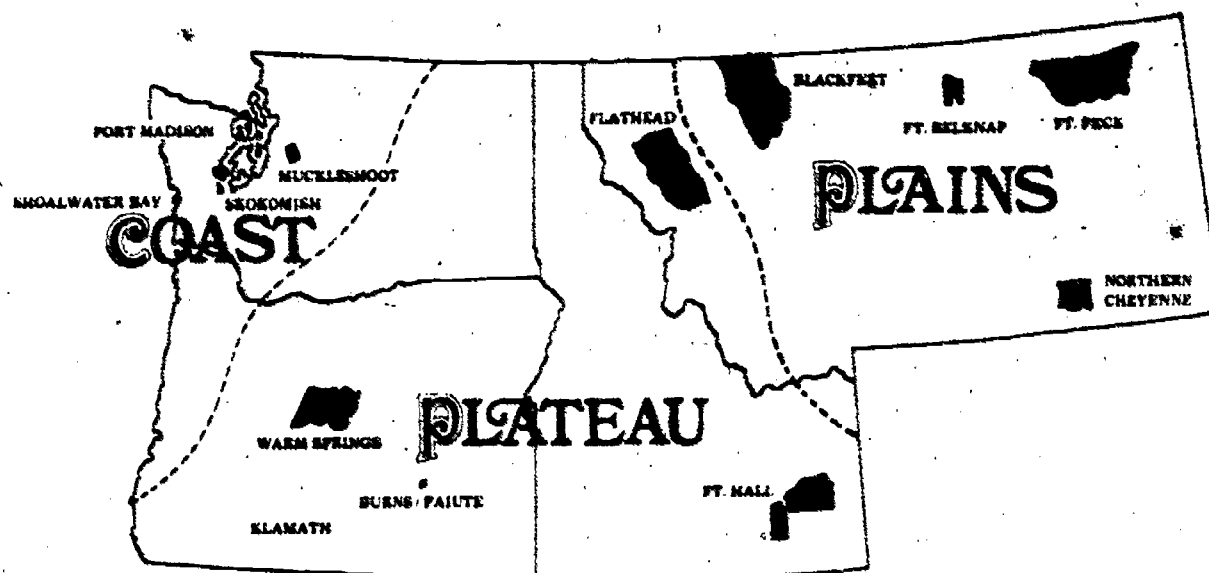 BLACKFEET
FLATHEAD
FT. BELKNAP
FT. PECK
PORT MADISON
MUCKLESHOOT
SHOALWATER BAY
SKOKOMISH
PLAINS
COAST
NORTHERN
CHEYENNE
PLATEAU
WARM SPRINGS
BURNS/PAIUTE
FT. HALL
KLAMATH